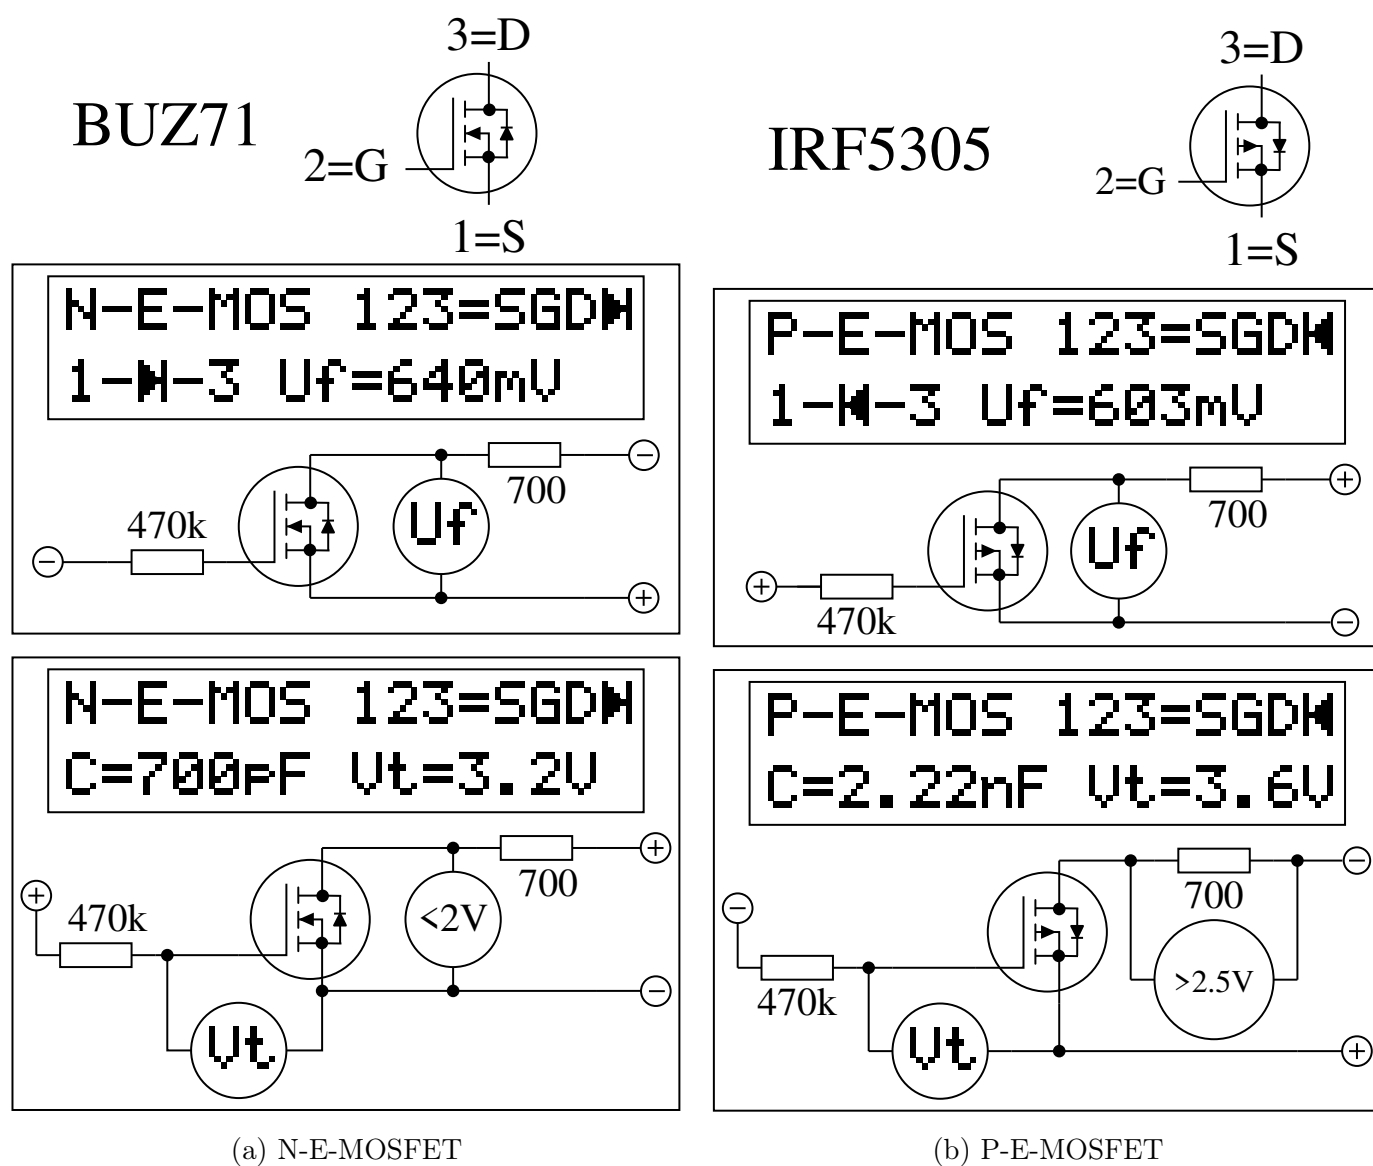 3=D
BUZ71
2=G
1=S
N-E-MOS 123=SGD
1-▶|-3 Uf=640mV
700
470k
Uf
−
−
+
N-E-MOS 123=SGD
C=700pF Vt=3.2V
+
470k
<2V
700
+
−
Vt
(a) N-E-MOSFET
3=D
IRF5305
2=G
1=S
P-E-MOS 123=SGD
1-|◀-3 Uf=603mV
700
470k
Uf
+
+
−
P-E-MOS 123=SGD
C=2.22nF Vt=3.6V
−
700
−
470k
>2.5V
Vt
+
(b) P-E-MOSFET